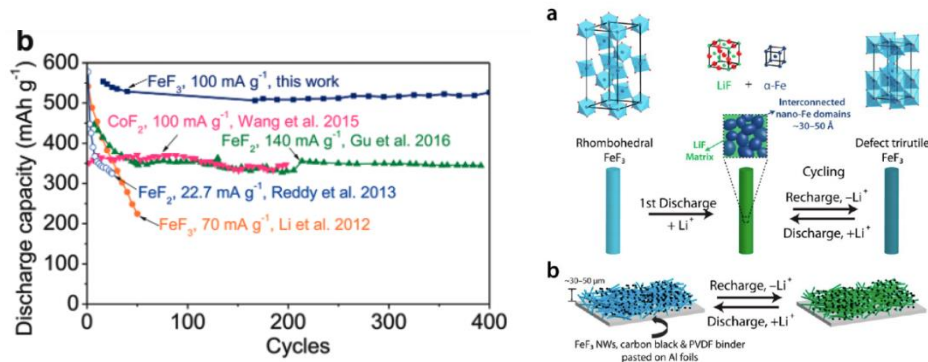 b
Discharge capacity (mAh g⁻¹)
600
500
400
300
200
100
0
FeF₃, 100 mA g⁻¹, this work
CoF₂, 100 mA g⁻¹, Wang et al. 2015
FeF₂, 140 mA g⁻¹, Gu et al. 2016
FeF₂, 22.7 mA g⁻¹, Reddy et al. 2013
FeF₃, 70 mA g⁻¹, Li et al. 2012
0 100 200 300 400
Cycles
a
LiF + α-Fe
Interconnected
nano-Fe domains
~30–50 Å
LiF
Matrix
Rhombohedral
FeF₃
Defect trirutile
FeF₃
1st Discharge
+ Li⁺
Cycling
Recharge, –Li⁺
Discharge, +Li⁺
b
~30–50 μm
Recharge, –Li⁺
Discharge, +Li⁺
FeF₃ NWs, carbon black & PVDF binder
pasted on Al foils